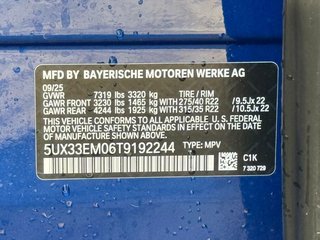 MFD BY BAYERISCHE MOTOREN WERKE AG
09/25
GVWR 7319 lbs 3320 kg TIRE / RIM
GAWR FRONT 3230 lbs 1465 kg WITH 275/40 R22 / 9.5Jx 22
GAWR REAR 4244 lbs 1925 kg WITH 315/35 R22 / 10.5Jx 22
THIS VEHICLE CONFORMS TO ALL APPLICABLE U. S. FEDERAL
MOTOR VEHICLE SAFETY STANDARDS IN EFFECT ON THE
DATE OF MANUFACTURE SHOWN ABOVE.
5UX33EM06T9192244 TYPE: MPV
C1K
7 320 729